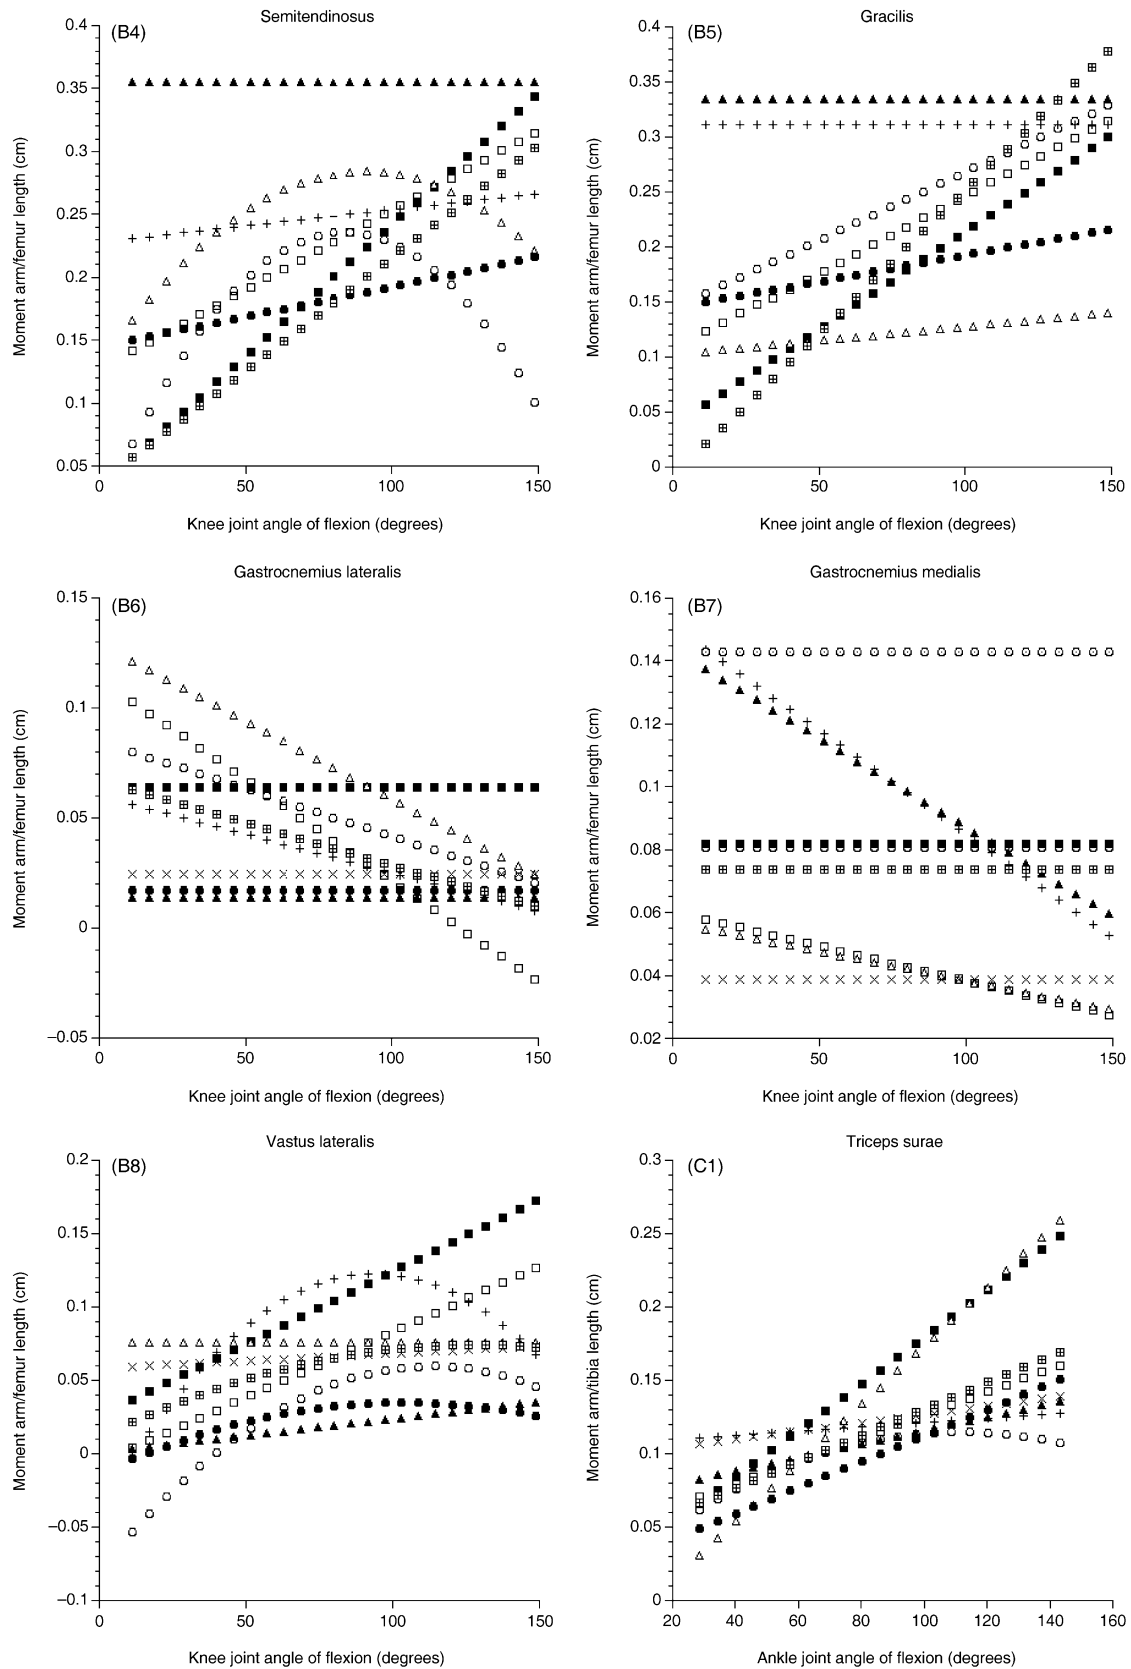 Semitendinosus
(B4)
0.4
0.35
0.3
0.25
0.2
0.15
0.1
0.05
0 50 100 150
Moment arm/femur length (cm)
Knee joint angle of flexion (degrees)
Gracilis
(B5)
0.4
0.35
0.3
0.25
0.2
0.15
0.1
0.05
0
0 50 100 150
Moment arm/femur length (cm)
Knee joint angle of flexion (degrees)
Gastrocnemius lateralis
(B6)
0.15
0.1
0.05
0
–0.05
0 50 100 150
Moment arm/femur length (cm)
Knee joint angle of flexion (degrees)
Gastrocnemius medialis
(B7)
0.16
0.14
0.12
0.1
0.08
0.06
0.04
0.02
0 50 100 150
Moment arm/femur length (cm)
Knee joint angle of flexion (degrees)
Vastus lateralis
(B8)
0.2
0.15
0.1
0.05
0
–0.05
–0.1
0 50 100 150
Moment arm/femur length (cm)
Knee joint angle of flexion (degrees)
Triceps surae
(C1)
0.3
0.25
0.2
0.15
0.1
0.05
0
20 40 60 80 100 120 140 160
Moment arm/tibia length (cm)
Ankle joint angle of flexion (degrees)